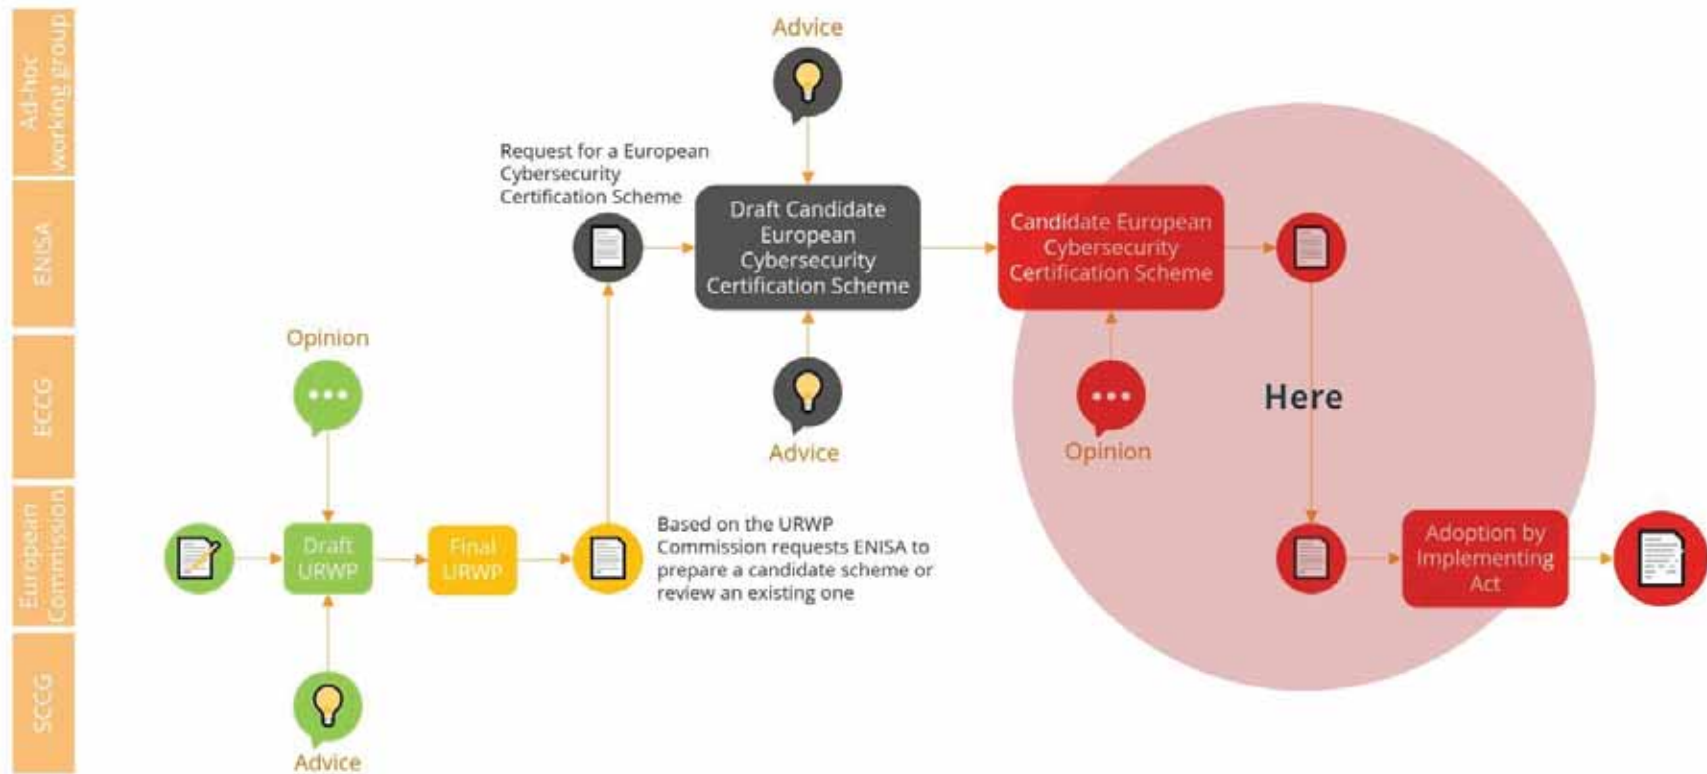 Ad-hoc
working group
ENISA
ECCG
European
Commission
SCCG
Advice
Request for a European
Cybersecurity
Certification Scheme
Draft Candidate
European
Cybersecurity
Certification Scheme
Candidate European
Cybersecurity
Certification Scheme
Opinion
Advice
Opinion
Here
Draft
URWP
Final
URWP
Based on the URWP
Commission requests ENISA to
prepare a candidate scheme or
review an existing one
Adoption by
Implementing
Act
Advice